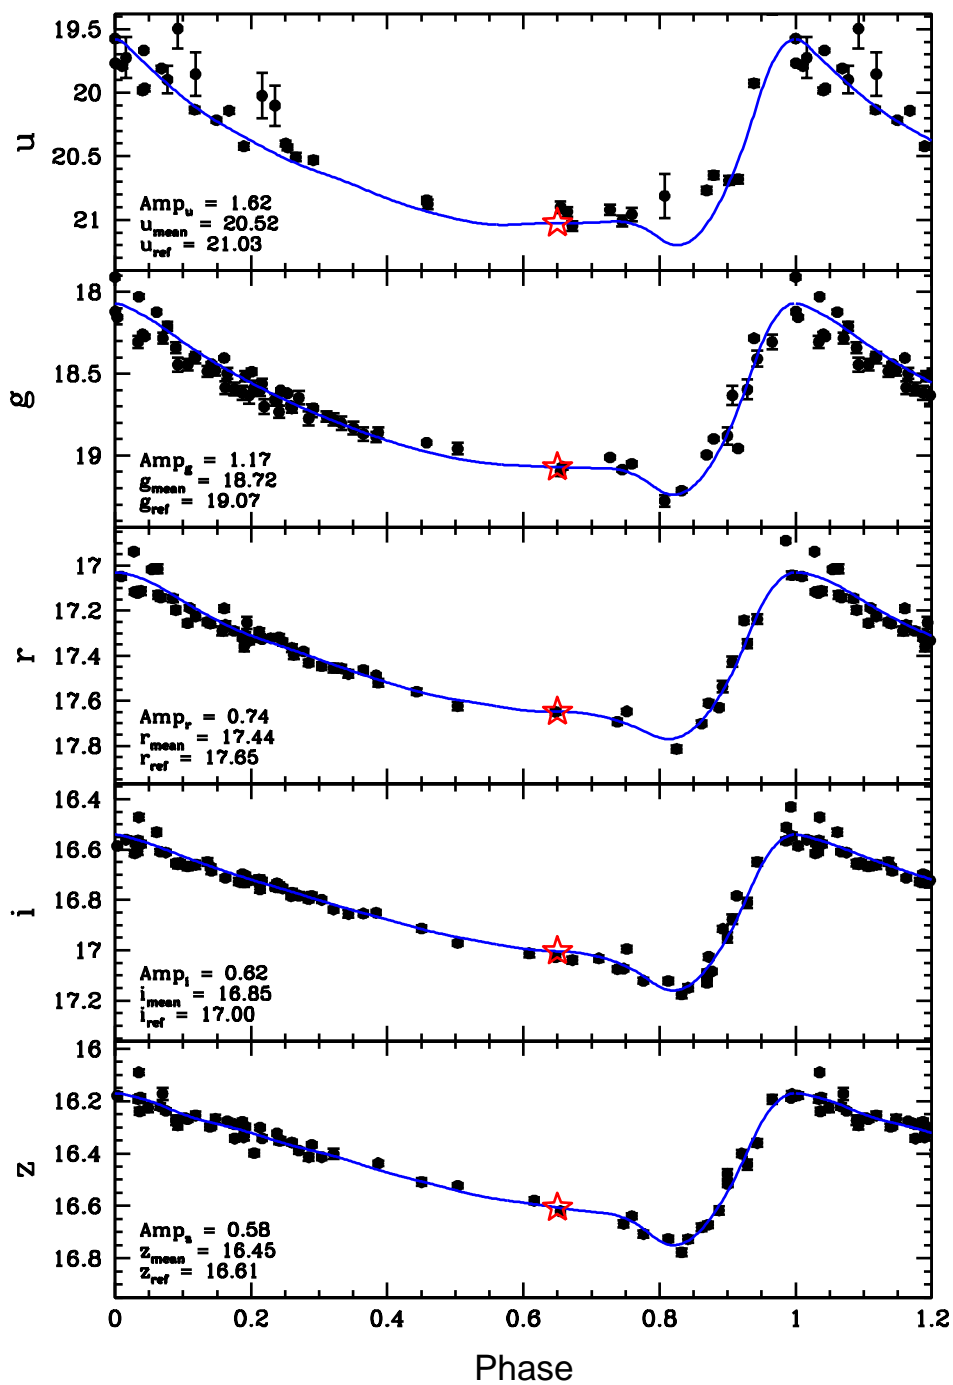 19.5
20
20.5
21
u
Amp_u = 1.62
u_mean = 20.52
u_ref = 21.03
18
18.5
19
g
Amp_g = 1.17
g_mean = 18.72
g_ref = 19.07
17
17.2
17.4
17.6
17.8
r
Amp_r = 0.74
r_mean = 17.44
r_ref = 17.65
16.4
16.6
16.8
17
17.2
i
Amp_i = 0.62
i_mean = 16.85
i_ref = 17.00
16
16.2
16.4
16.6
16.8
z
Amp_z = 0.58
z_mean = 16.45
z_ref = 16.61
0 0.2 0.4 0.6 0.8 1 1.2
Phase